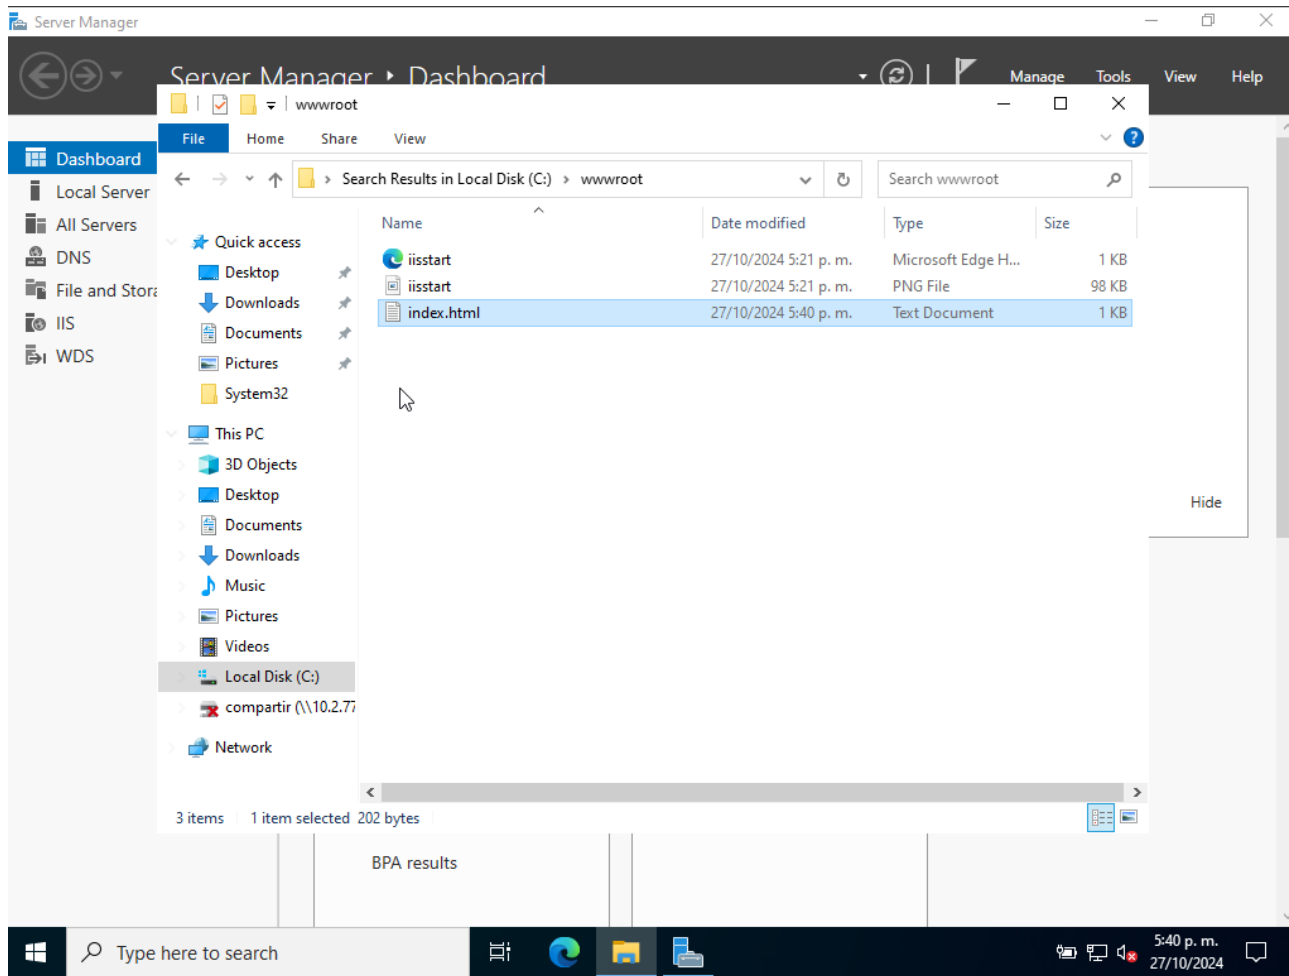 Server Manager
Server Manager ‣ Dashboard
Manage Tools View Help
wwwroot
File Home Share View
Search Results in Local Disk (C:) › wwwroot
Search wwwroot
Dashboard
Local Server
All Servers
DNS
File and Stora
IIS
WDS
Quick access
Desktop
Downloads
Documents
Pictures
System32
This PC
3D Objects
Desktop
Documents
Downloads
Music
Pictures
Videos
Local Disk (C:)
compartir (\\10.2.77
Network
Name Date modified Type Size
iisstart 27/10/2024 5:21 p. m. Microsoft Edge H... 1 KB
iisstart 27/10/2024 5:21 p. m. PNG File 98 KB
index.html 27/10/2024 5:40 p. m. Text Document 1 KB
Hide
3 items 1 item selected 202 bytes
BPA results
Type here to search
5:40 p. m.
27/10/2024